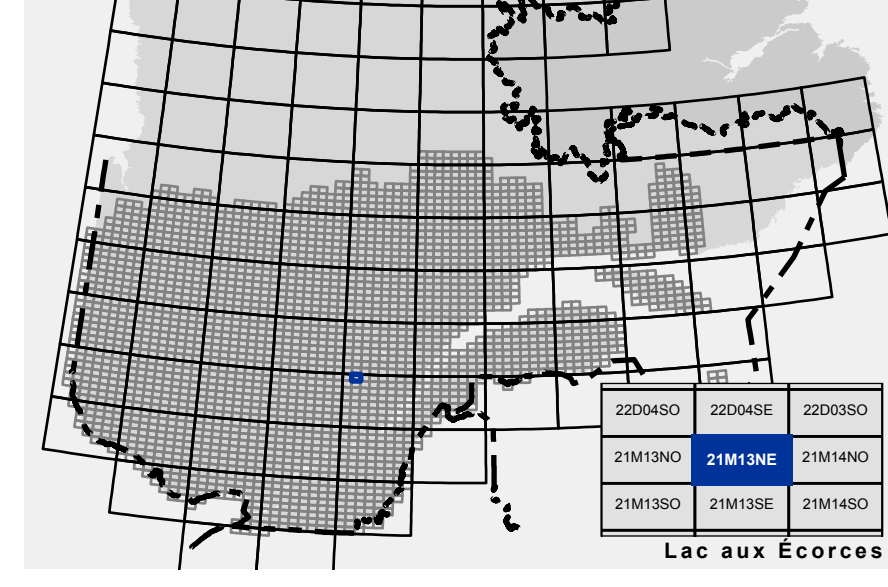 22D04SO 22D04SE 22D03SO
21M13NO 21M13NE 21M14NO
21M13SO 21M13SE 21M14SO
Lac aux Écorces